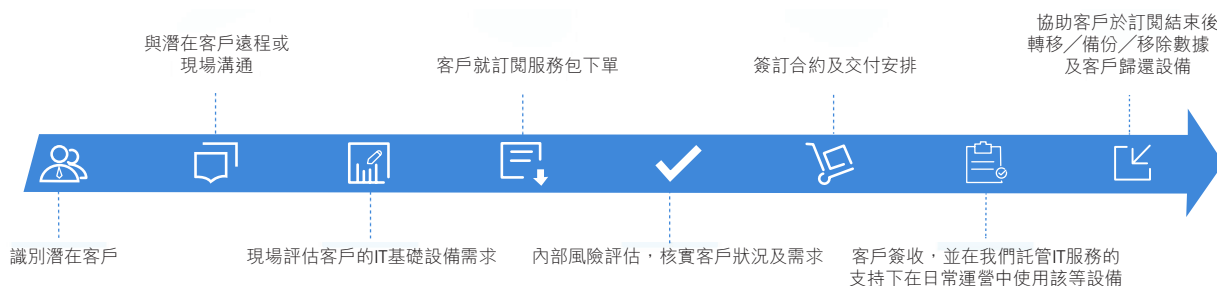 識別潛在客戶
與潛在客戶遠程或
現場溝通
現場評估客戶的IT基礎設備需求
客戶就訂閱服務包下單
內部風險評估，核實客戶狀況及需求
簽訂合約及交付安排
客戶簽收，並在我們託管IT服務的
支持下在日常運營中使用該等設備
協助客戶於訂閱結束後
轉移／備份／移除數據
及客戶歸還設備